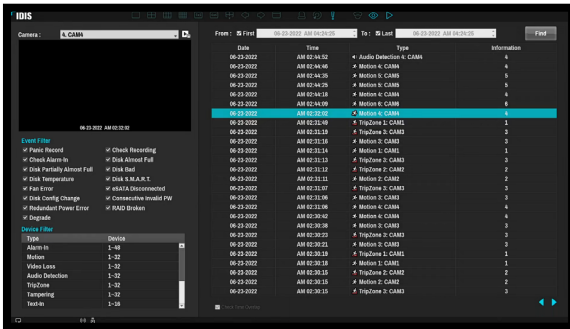 IDIS
Camera : 4. CAM4
06-23-2022 AM 02:32:02
Event Filter
Panic Record Check Recording
Check Alarm-In Disk Almost Full
Disk Partially Almost Full Disk Bad
Disk Temperature Disk S.M.A.R.T.
Fan Error eSATA Disconnected
Disk Config Change Consecutive Invalid PW
Redundant Power Error RAID Broken
Degrade
Device Filter
Type Device
Alarm-In 1~48
Motion 1~32
Video Loss 1~32
Audio Detection 1~32
TripZone 1~32
Tampering 1~32
Text-In 1~16
From : First 06-23-2022 AM 04:24:25 To : Last 06-23-2022 AM 04:24:25 Find
Date Time Type Information
06-23-2022 AM 02:44:52 Audio Detection 4: CAM4 4
06-23-2022 AM 02:44:46 Motion 4: CAM4 4
06-23-2022 AM 02:44:35 Motion 5: CAM5 5
06-23-2022 AM 02:44:25 Motion 5: CAM5 5
06-23-2022 AM 02:44:18 Motion 4: CAM4 4
06-23-2022 AM 02:44:09 Motion 6: CAM6 6
06-23-2022 AM 02:32:02 Motion 4: CAM4 4
06-23-2022 AM 02:31:49 TripZone 1: CAM1 1
06-23-2022 AM 02:31:19 TripZone 3: CAM3 3
06-23-2022 AM 02:31:16 Motion 3: CAM3 3
06-23-2022 AM 02:31:14 Motion 1: CAM1 1
06-23-2022 AM 02:31:13 TripZone 3: CAM3 3
06-23-2022 AM 02:31:12 TripZone 2: CAM2 2
06-23-2022 AM 02:31:11 Motion 2: CAM2 2
06-23-2022 AM 02:31:07 TripZone 3: CAM3 3
06-23-2022 AM 02:31:06 Motion 3: CAM3 3
06-23-2022 AM 02:31:06 Motion 4: CAM4 4
06-23-2022 AM 02:30:42 Motion 4: CAM4 4
06-23-2022 AM 02:30:38 Motion 3: CAM3 3
06-23-2022 AM 02:30:23 TripZone 3: CAM3 3
06-23-2022 AM 02:30:21 Motion 3: CAM3 3
06-23-2022 AM 02:30:19 TripZone 1: CAM1 1
06-23-2022 AM 02:30:18 Motion 1: CAM1 1
06-23-2022 AM 02:30:15 TripZone 2: CAM2 2
06-23-2022 AM 02:30:15 Motion 2: CAM2 2
06-23-2022 AM 02:30:15 TripZone 3: CAM3 3